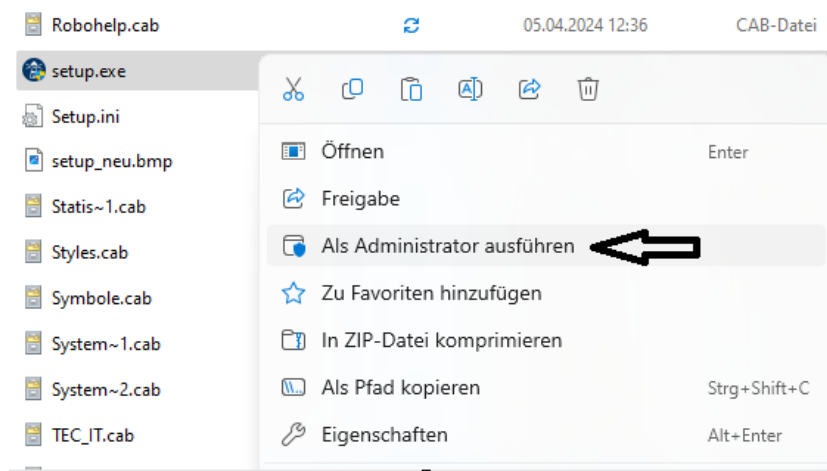 Robohelp.cab 05.04.2024 12:36 CAB-Datei
setup.exe
Setup.ini
setup_neu.bmp
Statis~1.cab
Styles.cab
Symbole.cab
System~1.cab
System~2.cab
TEC_IT.cab
Öffnen Enter
Freigabe
Als Administrator ausführen
Zu Favoriten hinzufügen
In ZIP-Datei komprimieren
Als Pfad kopieren Strg+Shift+C
Eigenschaften Alt+Enter